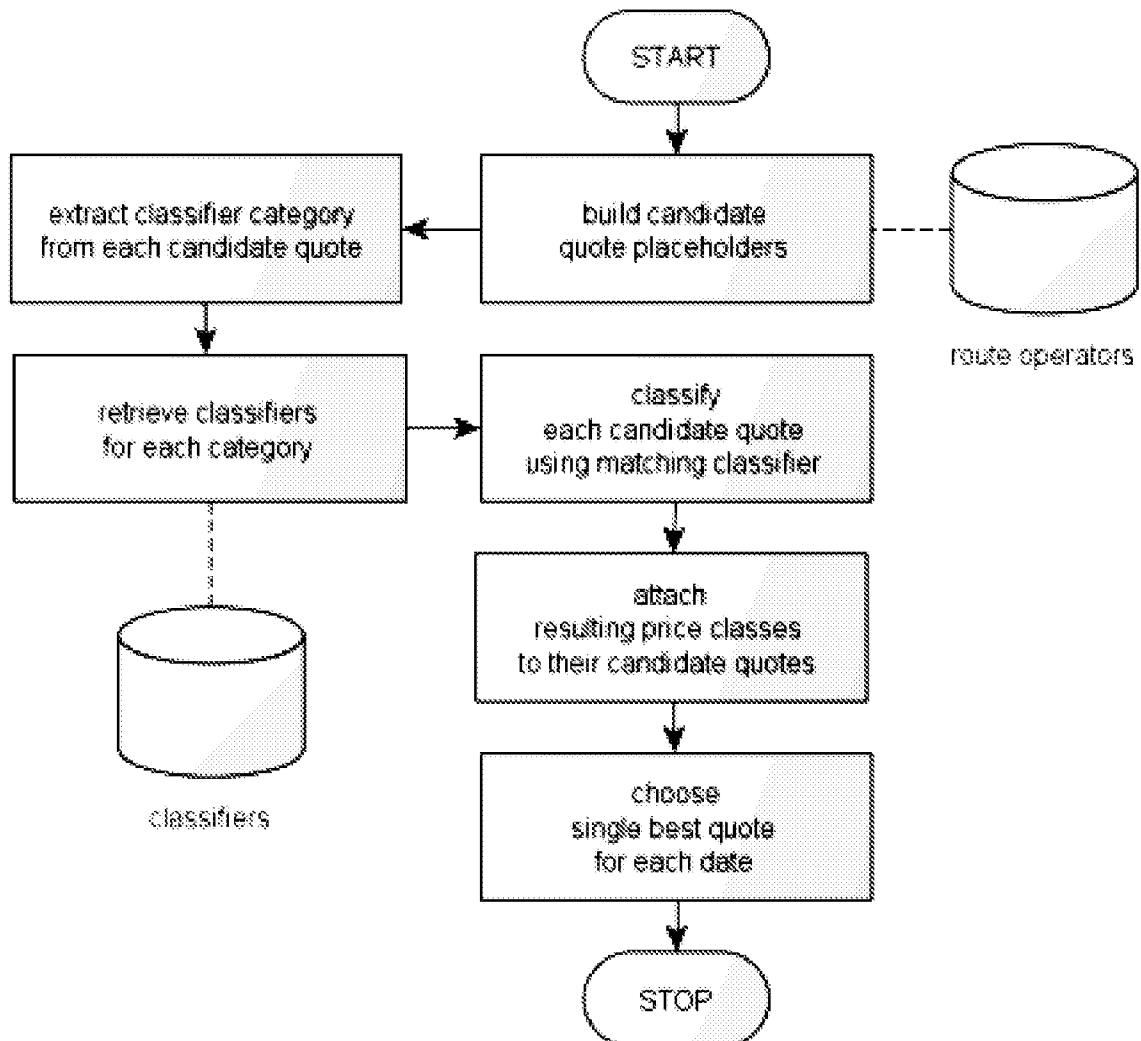 START
build candidate
quote placeholders
route operators
extract classifier category
from each candidate quote
retrieve classifiers
for each category
classifiers
classify
each candidate quote
using matching classifier
attach
resulting price classes
to their candidate quotes
choose
single best quote
for each date
STOP